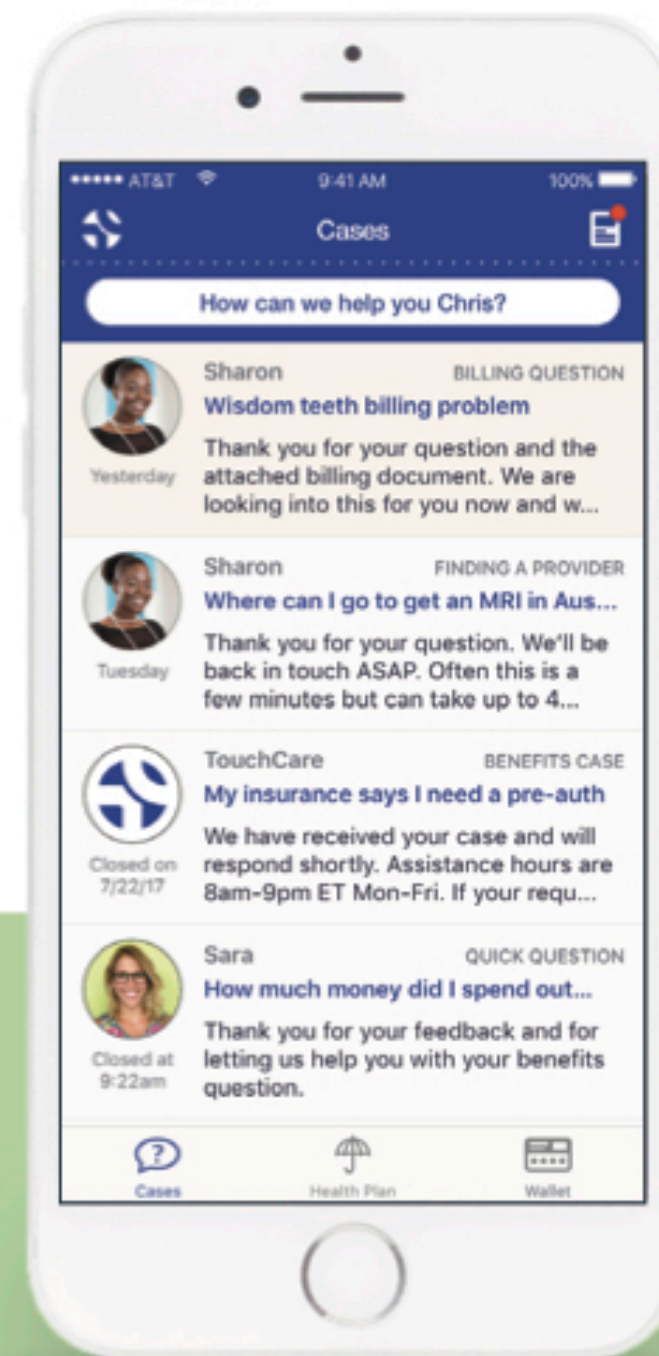 AT&T 9:41 AM 100%
Cases
How can we help you Chris?
Sharon BILLING QUESTION
Wisdom teeth billing problem
Thank you for your question and the
attached billing document. We are
looking into this for you now and w...
Yesterday
Sharon FINDING A PROVIDER
Where can I go to get an MRI in Aus...
Thank you for your question. We'll be
back in touch ASAP. Often this is a
few minutes but can take up to 4...
Tuesday
TouchCare BENEFITS CASE
My insurance says I need a pre-auth
We have received your case and will
respond shortly. Assistance hours are
8am-9pm ET Mon-Fri. If your requ...
Closed on
7/22/17
Sara QUICK QUESTION
How much money did I spend out...
Thank you for your feedback and for
letting us help you with your benefits
question.
Closed at
9:22am
Cases Health Plan Wallet